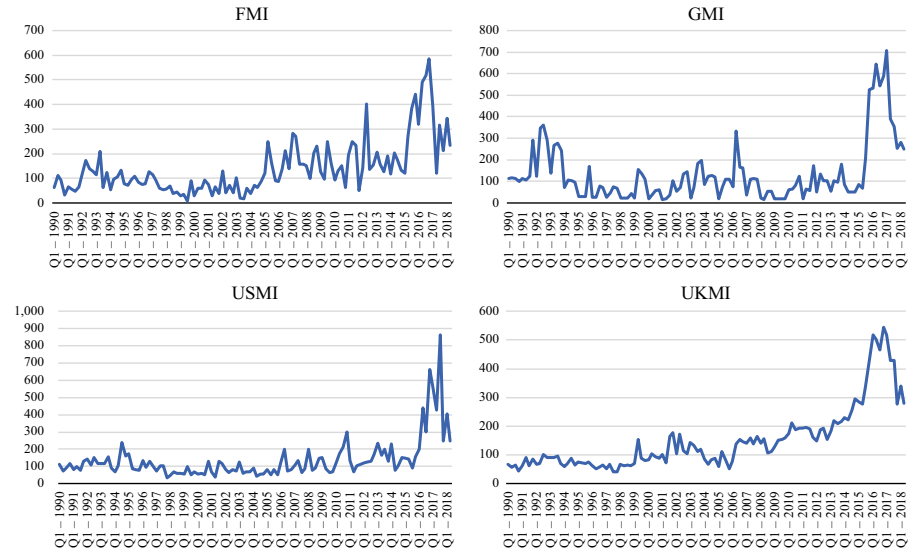 FMI
700
600
500
400
300
200
100
0
Q1 – 1990
Q1 – 1991
Q1 – 1992
Q1 – 1993
Q1 – 1994
Q1 – 1995
Q1 – 1996
Q1 – 1997
Q1 – 1998
Q1 – 1999
Q1 – 2000
Q1 – 2001
Q1 – 2002
Q1 – 2003
Q1 – 2004
Q1 – 2005
Q1 – 2006
Q1 – 2007
Q1 – 2008
Q1 – 2009
Q1 – 2010
Q1 – 2011
Q1 – 2012
Q1 – 2013
Q1 – 2014
Q1 – 2015
Q1 – 2016
Q1 – 2017
Q1 – 2018
GMI
800
700
600
500
400
300
200
100
0
Q1 – 1990
Q1 – 1991
Q1 – 1992
Q1 – 1993
Q1 – 1994
Q1 – 1995
Q1 – 1996
Q1 – 1997
Q1 – 1998
Q1 – 1999
Q1 – 2000
Q1 – 2001
Q1 – 2002
Q1 – 2003
Q1 – 2004
Q1 – 2005
Q1 – 2006
Q1 – 2007
Q1 – 2008
Q1 – 2009
Q1 – 2010
Q1 – 2011
Q1 – 2012
Q1 – 2013
Q1 – 2014
Q1 – 2015
Q1 – 2016
Q1 – 2017
Q1 – 2018
USMI
1,000
900
800
700
600
500
400
300
200
100
0
Q1 – 1990
Q1 – 1991
Q1 – 1992
Q1 – 1993
Q1 – 1994
Q1 – 1995
Q1 – 1996
Q1 – 1997
Q1 – 1998
Q1 – 1999
Q1 – 2000
Q1 – 2001
Q1 – 2002
Q1 – 2003
Q1 – 2004
Q1 – 2005
Q1 – 2006
Q1 – 2007
Q1 – 2008
Q1 – 2009
Q1 – 2010
Q1 – 2011
Q1 – 2012
Q1 – 2013
Q1 – 2014
Q1 – 2015
Q1 – 2016
Q1 – 2017
Q1 – 2018
UKMI
600
500
400
300
200
100
0
Q1 – 1990
Q1 – 1991
Q1 – 1992
Q1 – 1993
Q1 – 1994
Q1 – 1995
Q1 – 1996
Q1 – 1997
Q1 – 1998
Q1 – 1999
Q1 – 2000
Q1 – 2001
Q1 – 2002
Q1 – 2003
Q1 – 2004
Q1 – 2005
Q1 – 2006
Q1 – 2007
Q1 – 2008
Q1 – 2009
Q1 – 2010
Q1 – 2011
Q1 – 2012
Q1 – 2013
Q1 – 2014
Q1 – 2015
Q1 – 2016
Q1 – 2017
Q1 – 2018